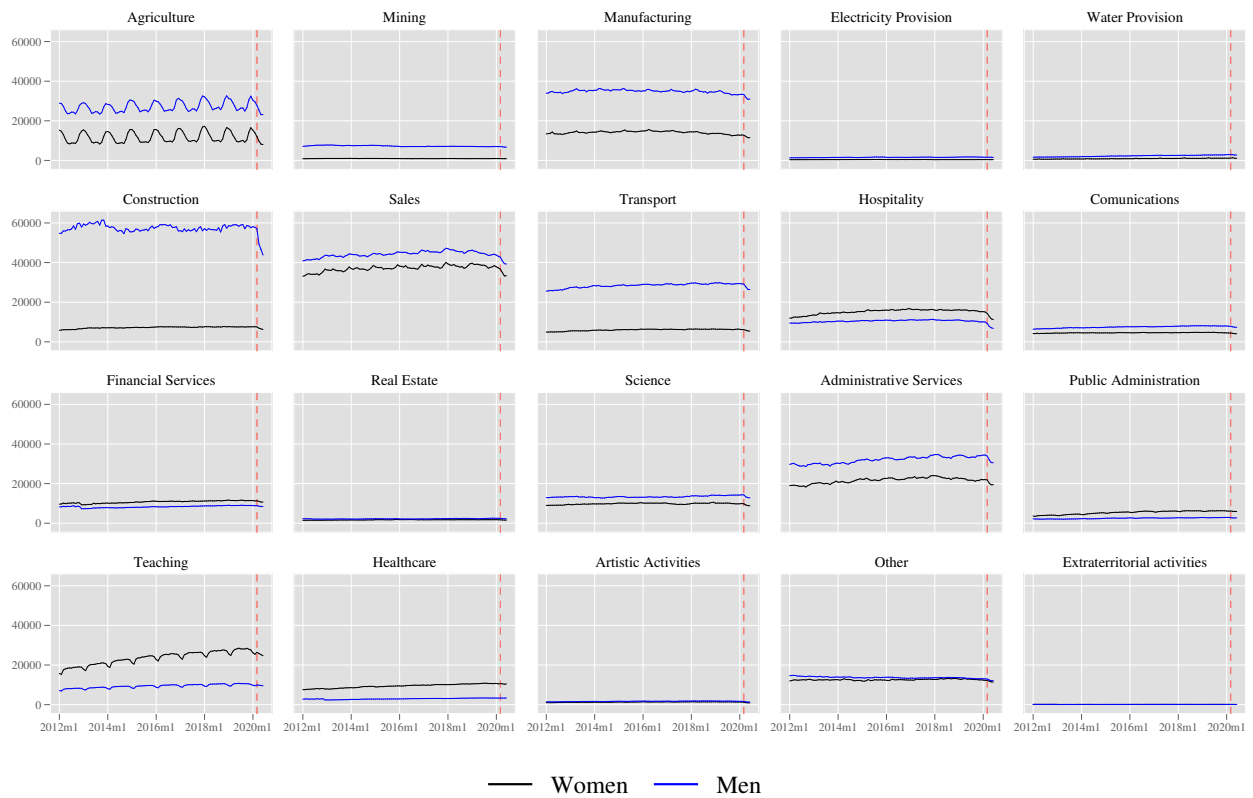 Agriculture Mining Manufacturing Electricity Provision Water Provision
60000
40000
20000
0
Construction Sales Transport Hospitality Comunications
60000
40000
20000
0
Financial Services Real Estate Science Administrative Services Public Administration
60000
40000
20000
0
Teaching Healthcare Artistic Activities Other Extraterritorial activities
60000
40000
20000
0
2012m1 2014m1 2016m1 2018m1 2020m1 2012m1 2014m1 2016m1 2018m1 2020m1 2012m1 2014m1 2016m1 2018m1 2020m1 2012m1 2014m1 2016m1 2018m1 2020m1 2012m1 2014m1 2016m1 2018m1 2020m1
Women Men